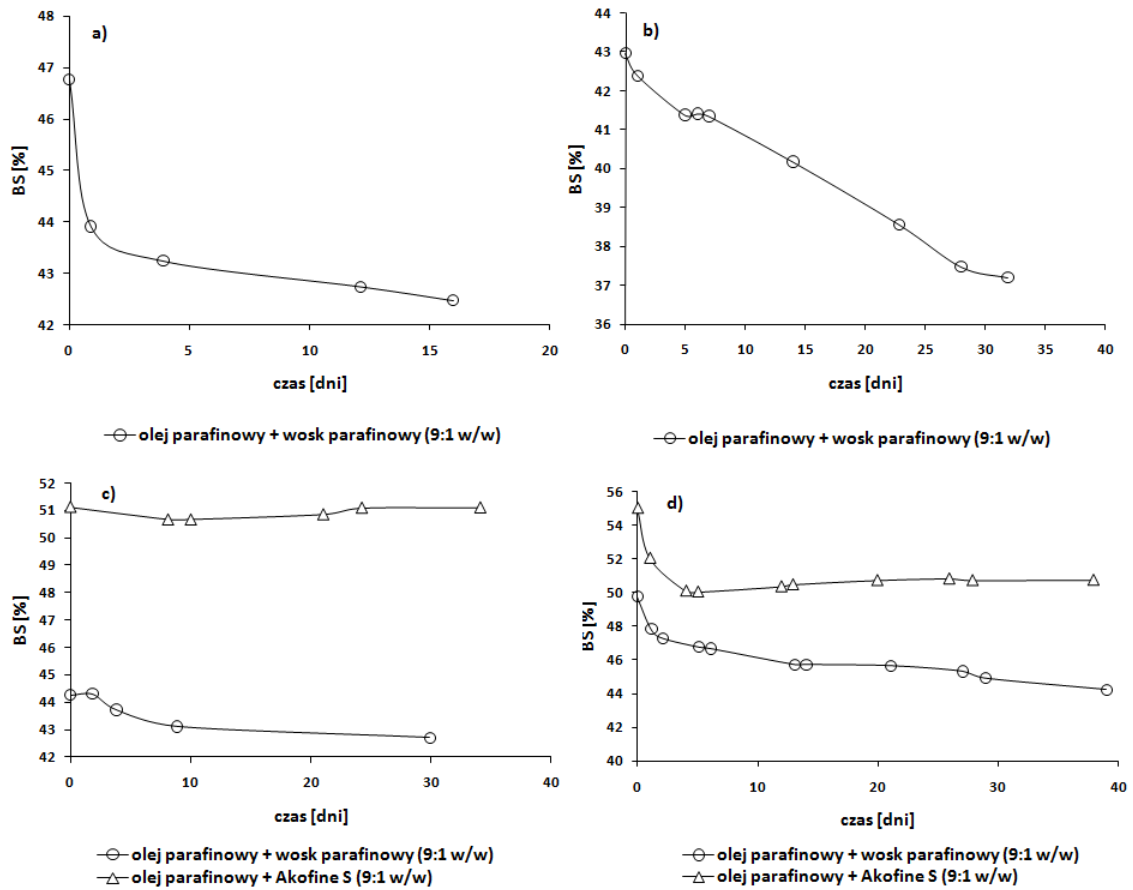 a)
BS [%]
48
47
46
45
44
43
42
0 5 10 15 20
czas [dni]
olej parafinowy + wosk parafinowy (9:1 w/w)
b)
BS [%]
44
43
42
41
40
39
38
37
36
0 5 10 15 20 25 30 35 40
czas [dni]
olej parafinowy + wosk parafinowy (9:1 w/w)
c)
BS [%]
52
51
50
49
48
47
46
45
44
43
42
0 10 20 30 40
czas [dni]
olej parafinowy + wosk parafinowy (9:1 w/w)
olej parafinowy + Akofine S (9:1 w/w)
d)
BS [%]
56
54
52
50
48
46
44
42
40
0 10 20 30 40
czas [dni]
olej parafinowy + wosk parafinowy (9:1 w/w)
olej parafinowy + Akofine S (9:1 w/w)